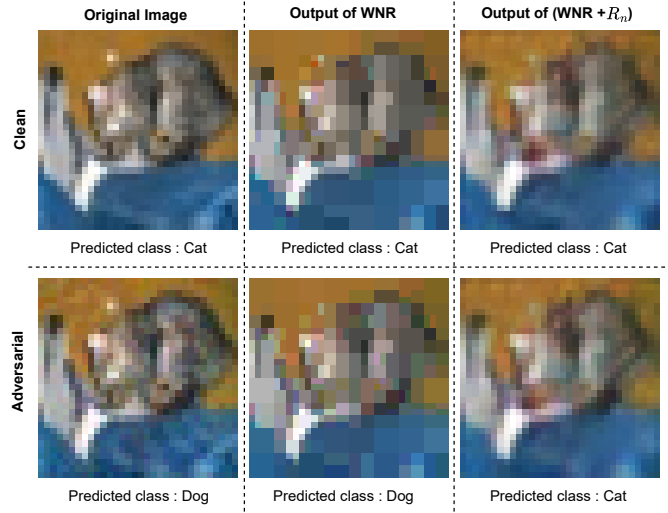 Original Image
Output of WNR
Output of (WNR +Rn)
Clean
Predicted class : Cat
Predicted class : Cat
Predicted class : Cat
Adversarial
Predicted class : Dog
Predicted class : Dog
Predicted class : Cat